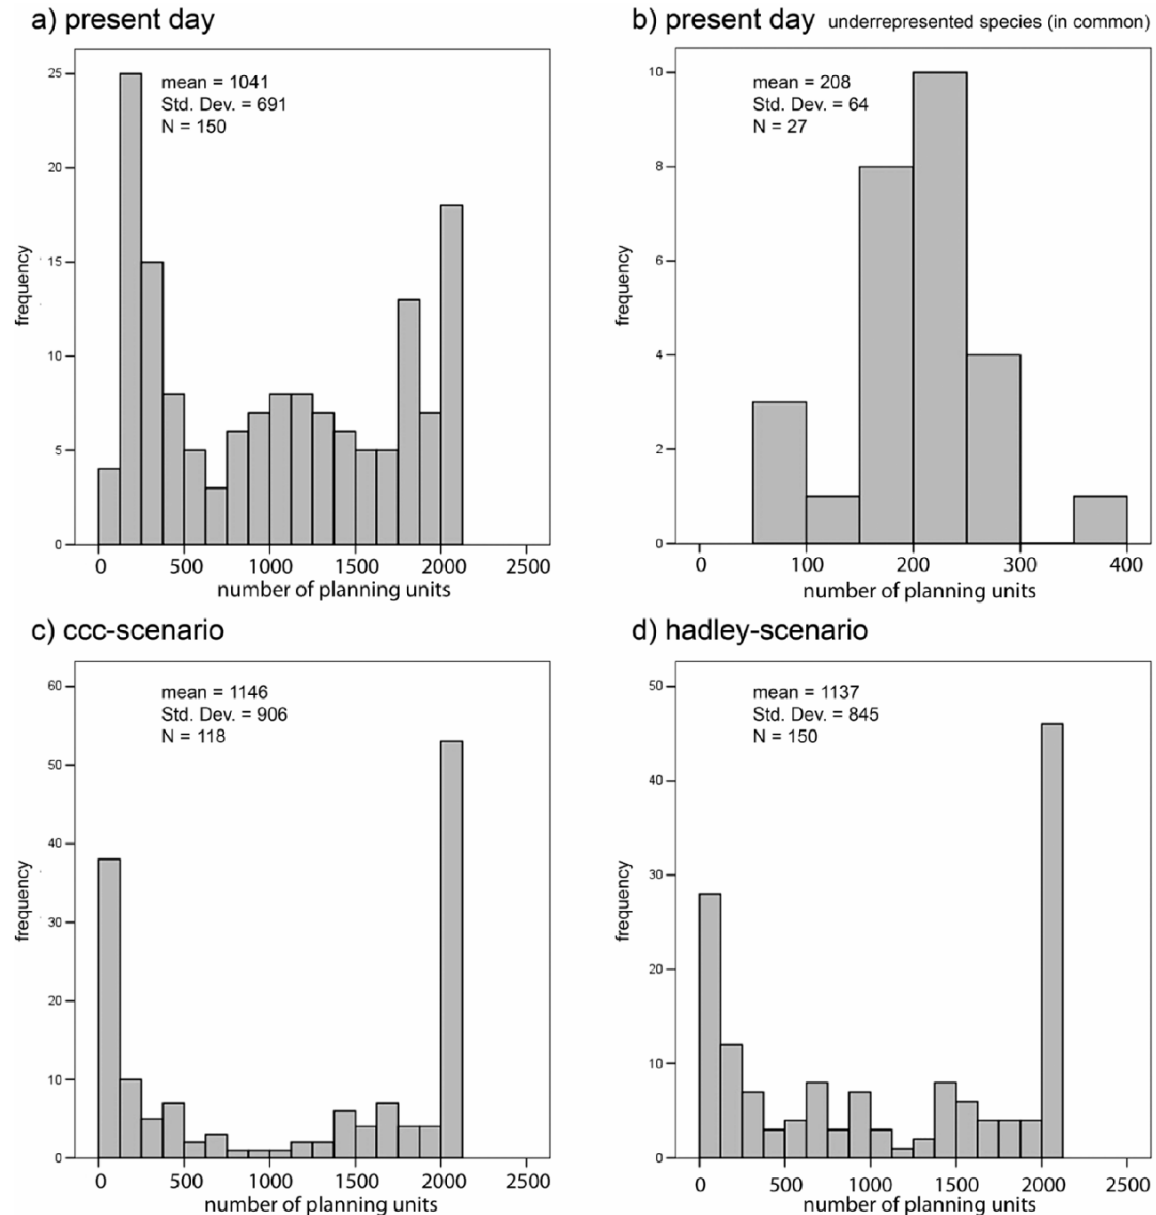 a) present day
mean = 1041
Std. Dev. = 691
N = 150
25
20
15
10
5
0
frequency
0 500 1000 1500 2000 2500
number of planning units
b) present day underrepresented species (in common)
mean = 208
Std. Dev. = 64
N = 27
10
8
6
4
2
0
frequency
0 100 200 300 400
number of planning units
c) ccc-scenario
mean = 1146
Std. Dev. = 906
N = 118
60
50
40
30
20
10
0
frequency
0 500 1000 1500 2000 2500
number of planning units
d) hadley-scenario
mean = 1137
Std. Dev. = 845
N = 150
50
40
30
20
10
0
frequency
0 500 1000 1500 2000 2500
number of planning units